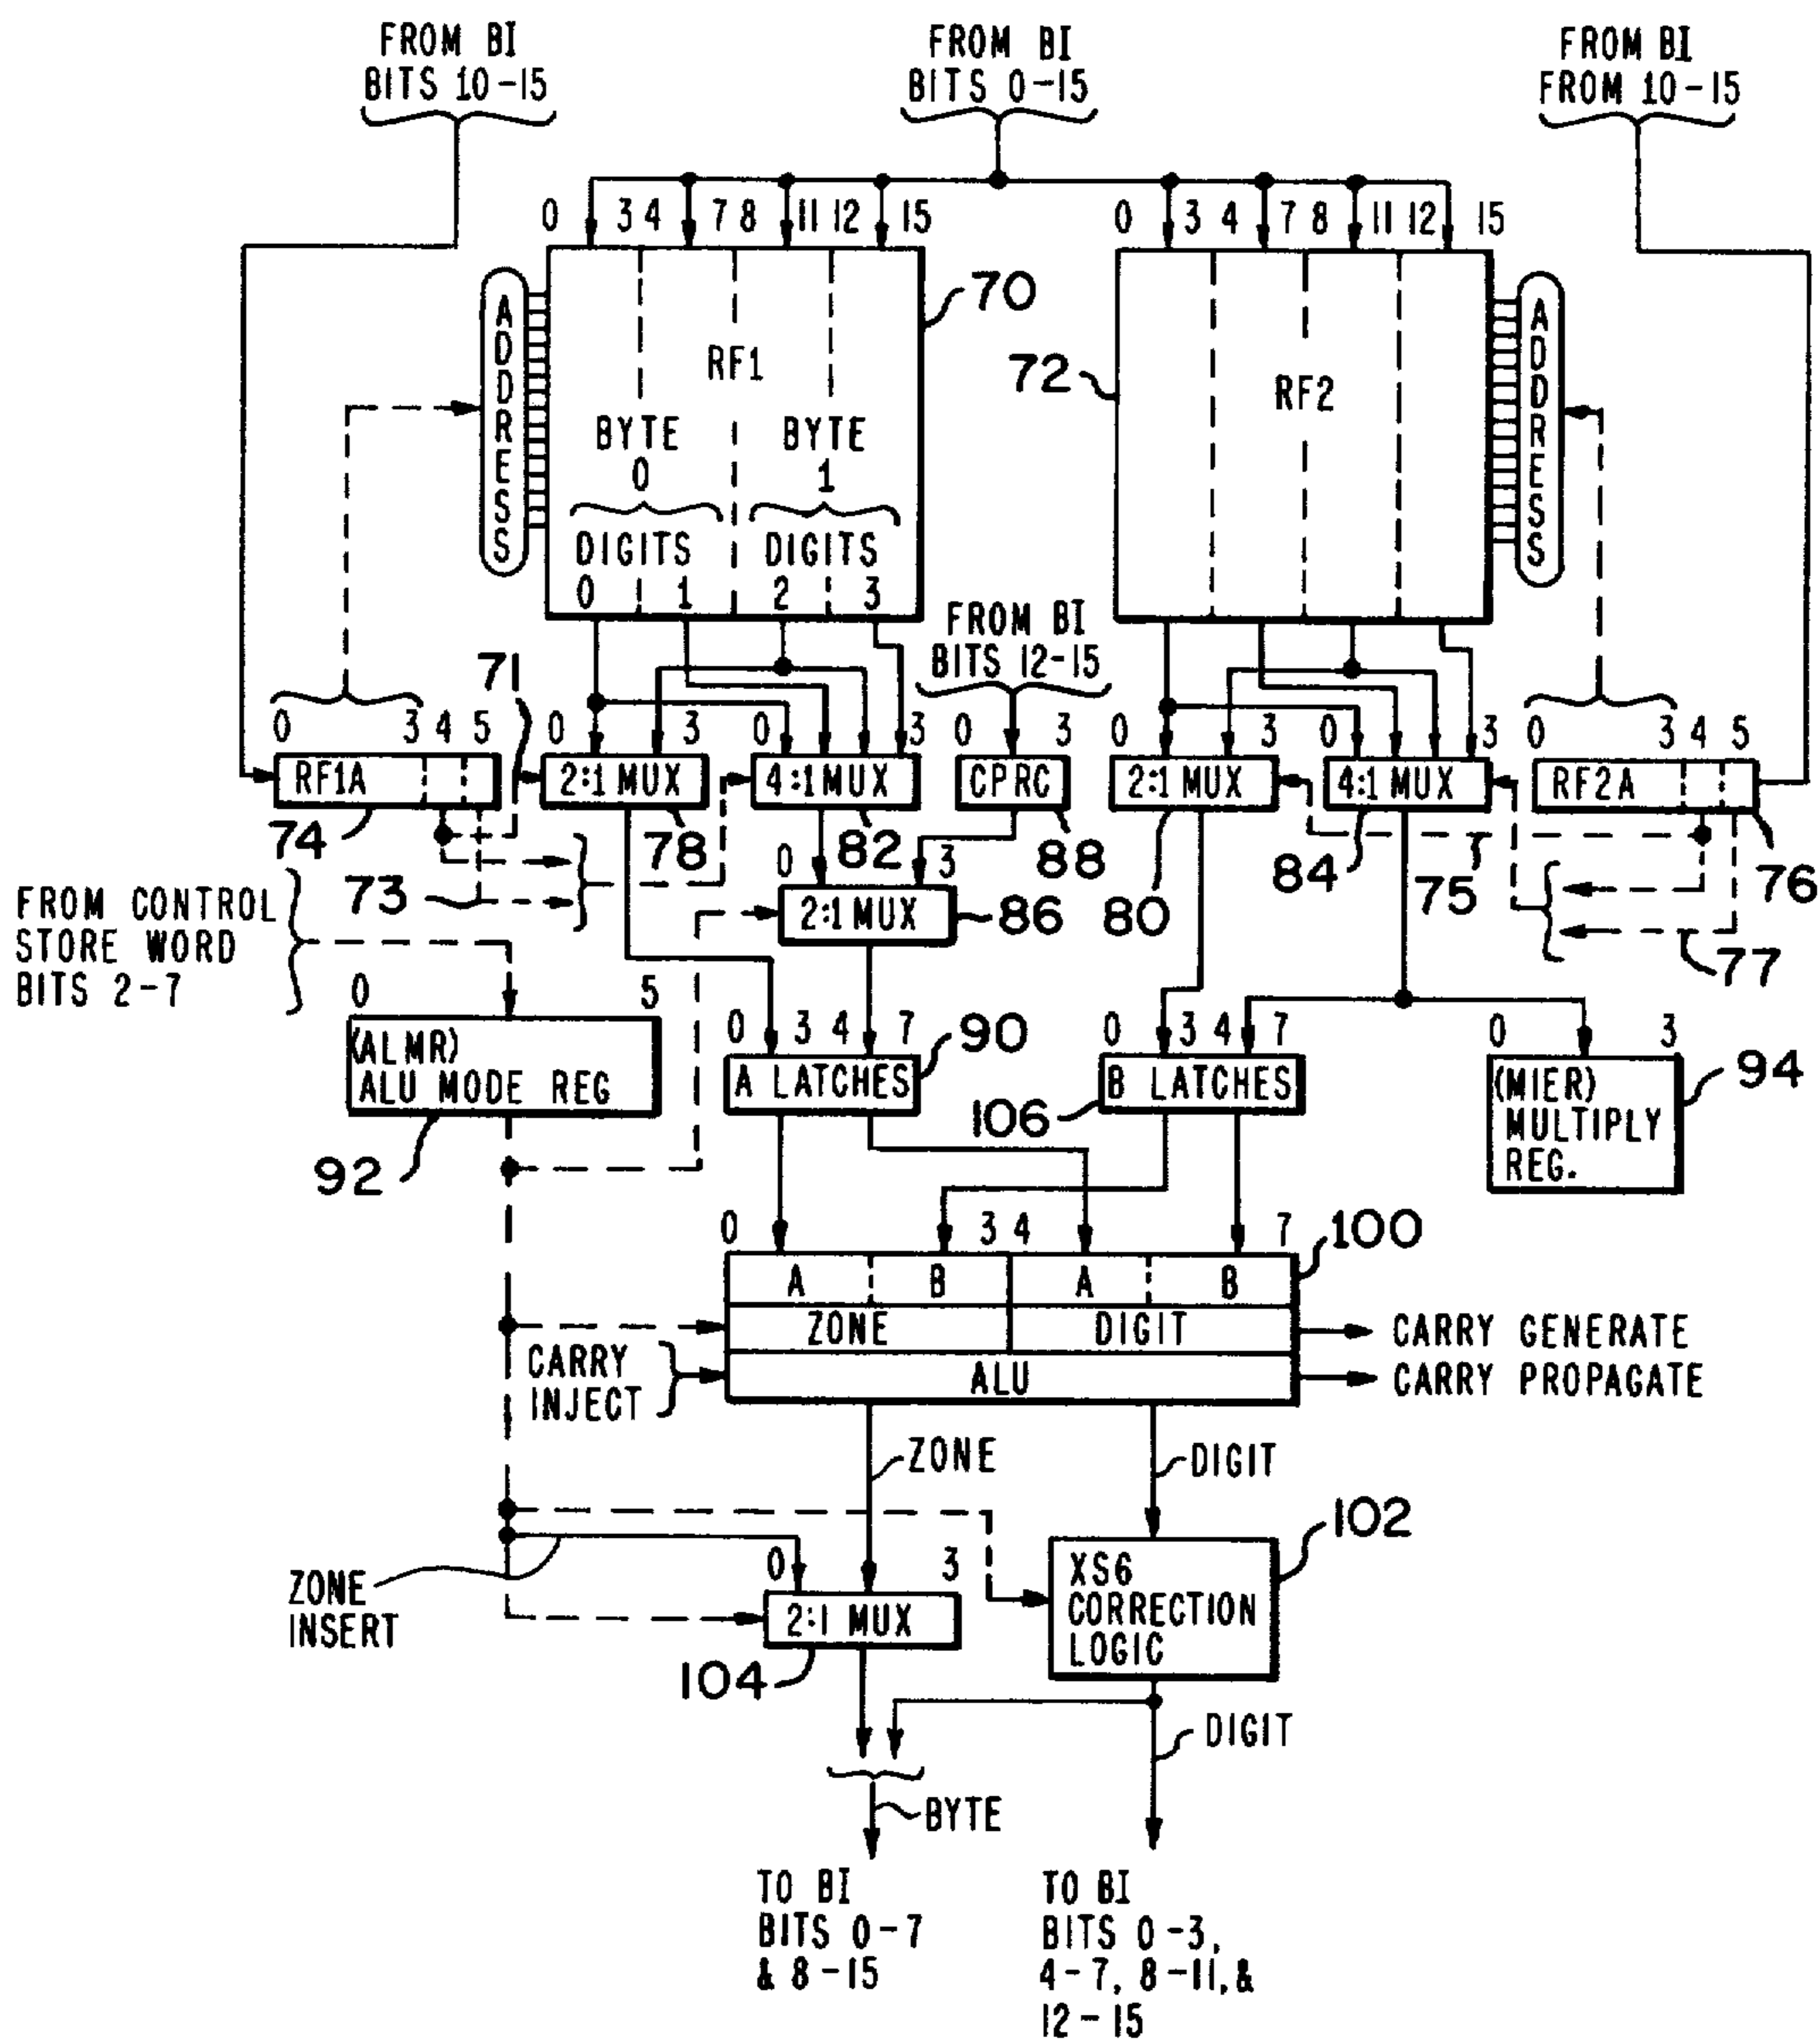 FROM BI
BITS 10-15
FROM BI
BITS 0-15
FROM BI
FROM 10-15
0 3 4 7 8 11 12 15
0 3 4 7 8 11 12 15
ADDRESS
RF1
70
BYTE
0
BYTE
1
DIGITS
0 1
DIGITS
2 3
72
RF2
ADDRESS
FROM BI
BITS 12-15
71
0 3 4 5
0 3
0 3
0 3
0 3
0 3
0 3 4 5
RF1A
2:1 MUX
4:1 MUX
CPRC
2:1 MUX
4:1 MUX
RF2A
74
78
82
88
80
84
75
76
73
77
0 3
2:1 MUX
86
FROM CONTROL
STORE WORD
BITS 2-7
0 5
(ALMR)
ALU MODE REG
92
0 3 4 7
A LATCHES
90
0 3 4 7
B LATCHES
106
0 3
(MIER)
MULTIPLY
REG.
94
0 3 4 7
100
A B A B
ZONE DIGIT
ALU
CARRY
INJECT
CARRY GENERATE
CARRY PROPAGATE
ZONE
DIGIT
ZONE
INSERT
0 3
2:1 MUX
104
XS6
CORRECTION
LOGIC
102
BYTE
DIGIT
TO BI
BITS 0-7
& 8-15
TO BI
BITS 0-3,
4-7, 8-11, &
12-15